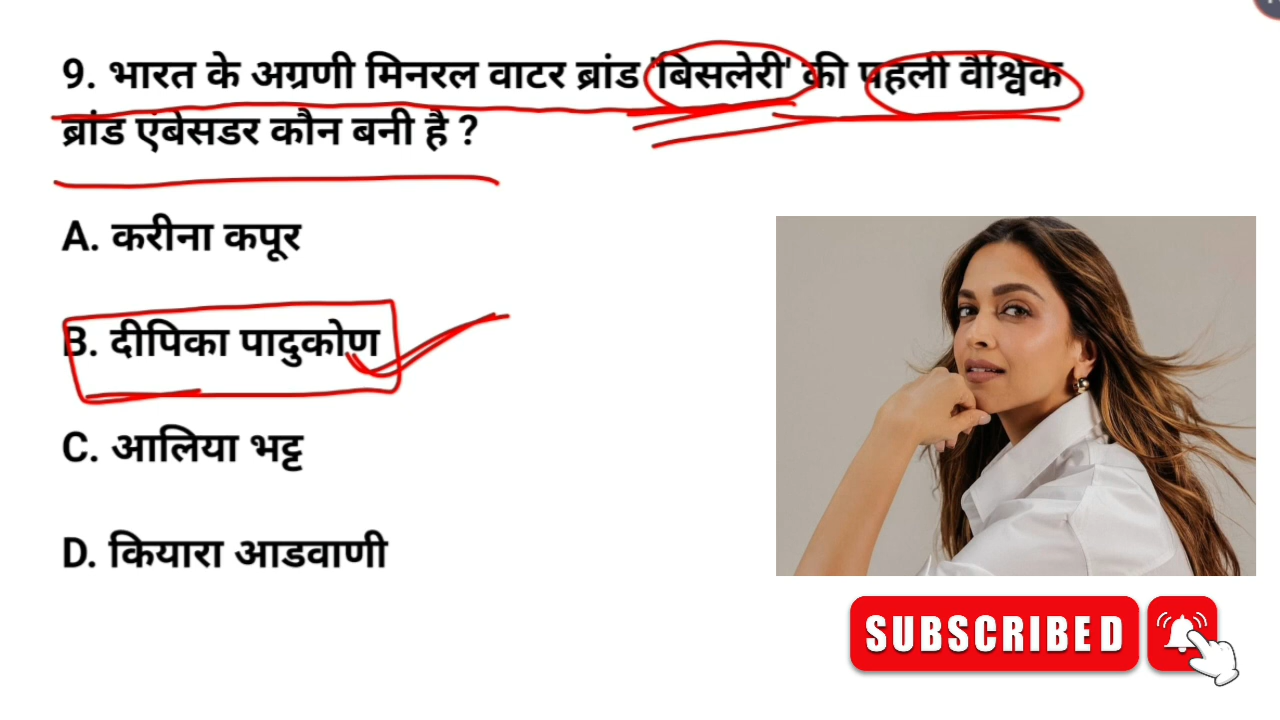 9. भारत के अग्रणी मिनरल वाटर ब्रांड 'बिसलेरी' की पहली वैश्विक
ब्रांड एंबेसडर कौन बनी है ?
A. करीना कपूर
B. दीपिका पादुकोण
C. आलिया भट्ट
D. कियारा आडवाणी
SUBSCRIBED